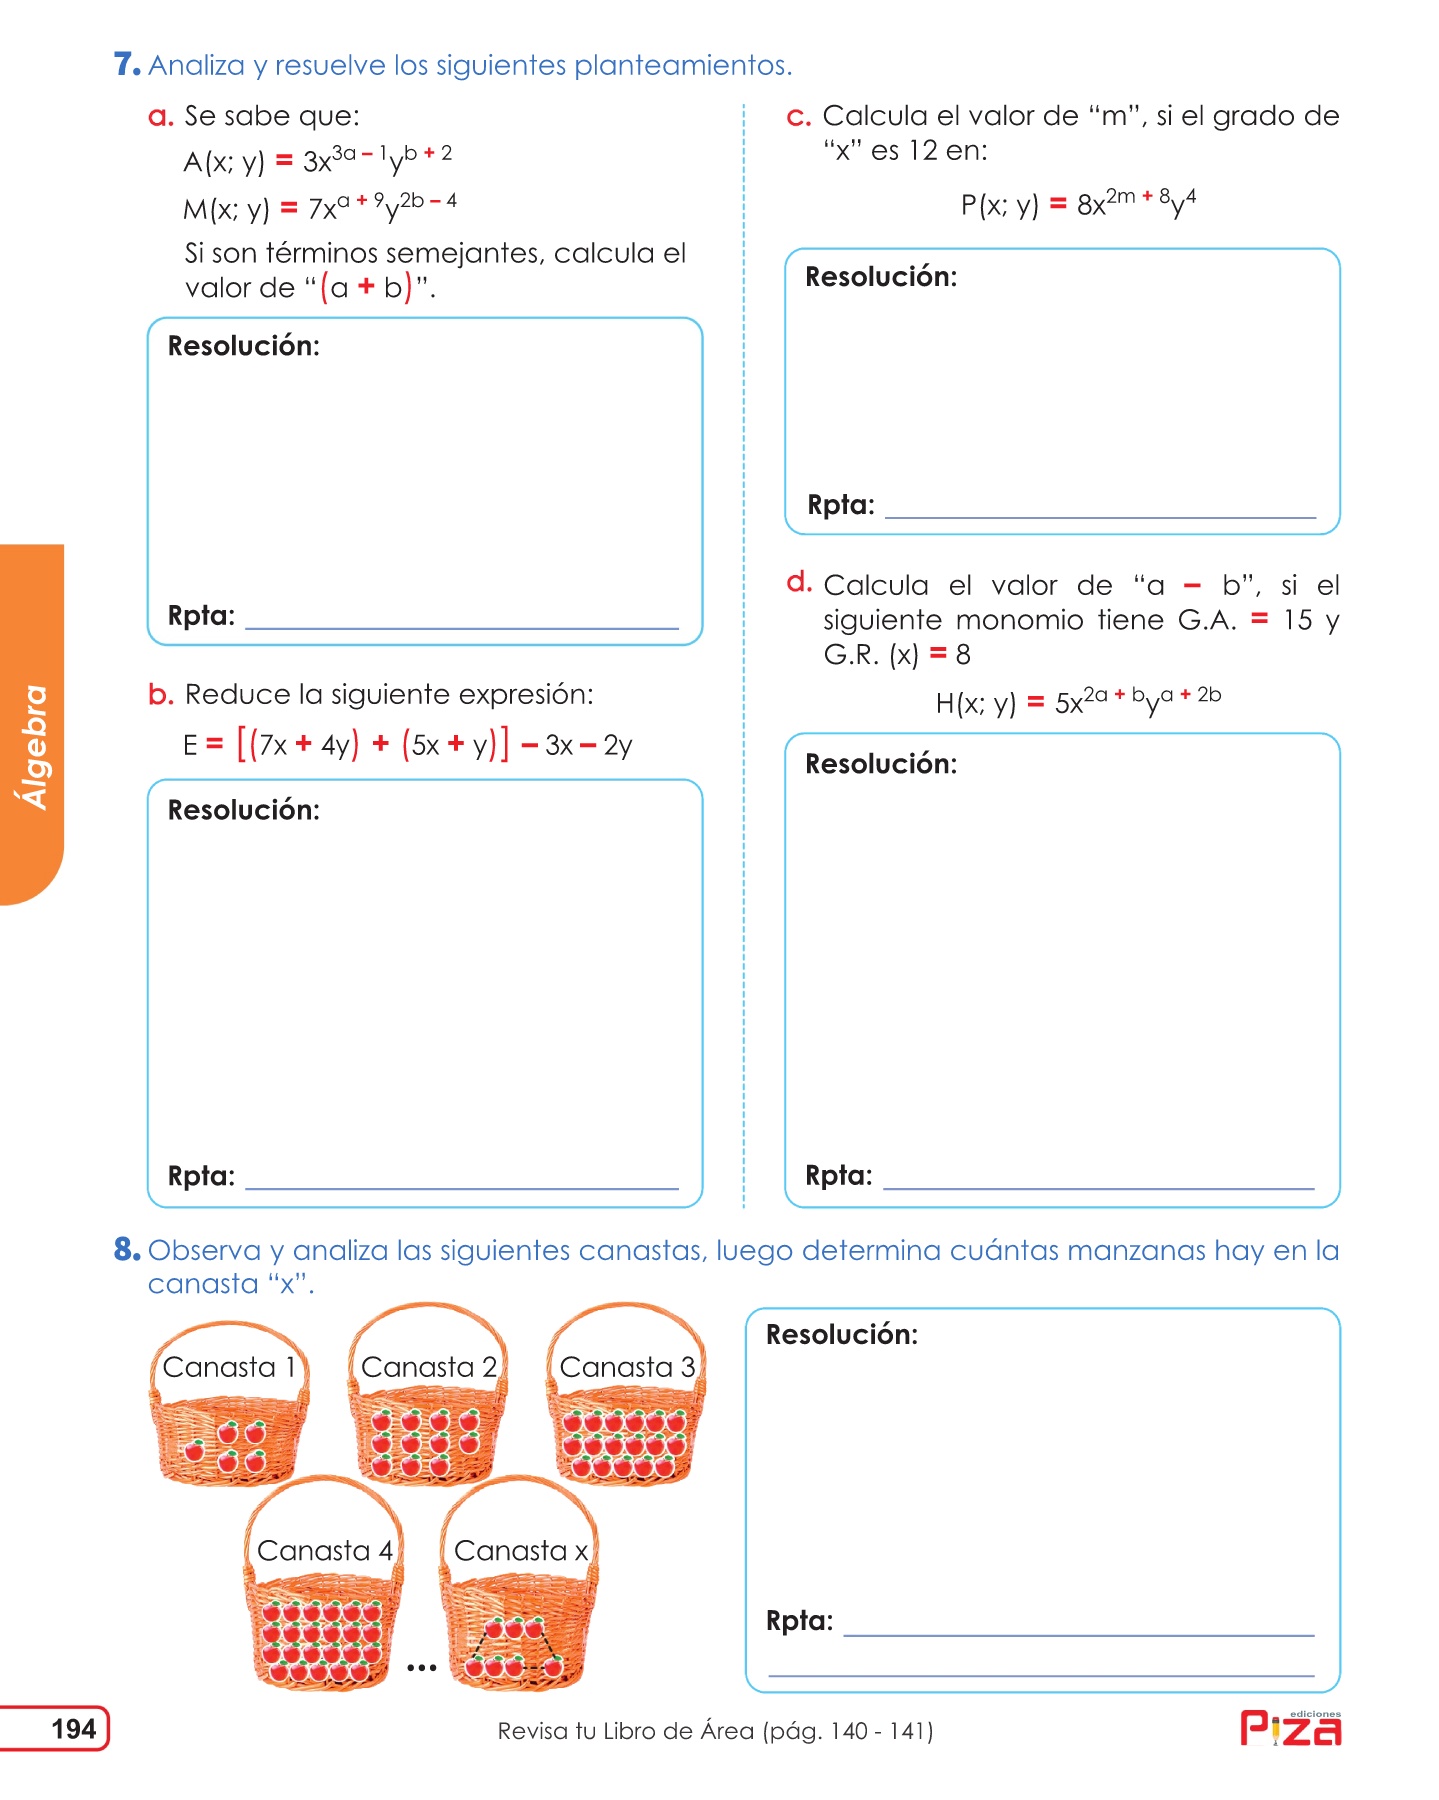 7. Analiza y resuelve los siguientes planteamientos.
a. Se sabe que:
A(x; y) = 3x^{3a – 1}y^{b + 2}
M(x; y) = 7x^{a + 9}y^{2b – 4}
Si son términos semejantes, calcula el
valor de “(a + b)”.
Resolución:
Rpta:
b. Reduce la siguiente expresión:
E = [(7x + 4y) + (5x + y)] – 3x – 2y
Resolución:
Rpta:
c. Calcula el valor de “m”, si el grado de
“x” es 12 en:
P(x; y) = 8x^{2m + 8}y^{4}
Resolución:
Rpta:
d. Calcula el valor de “a – b”, si el
siguiente monomio tiene G.A. = 15 y
G.R. (x) = 8
H(x; y) = 5x^{2a + b}y^{a + 2b}
Resolución:
Rpta:
8. Observa y analiza las siguientes canastas, luego determina cuántas manzanas hay en la
canasta “x”.
Canasta 1
Canasta 2
Canasta 3
Canasta 4
...
Canasta x
Resolución:
Rpta:
Álgebra
194
Revisa tu Libro de Área (pág. 140 - 141)
ediciones
Piza